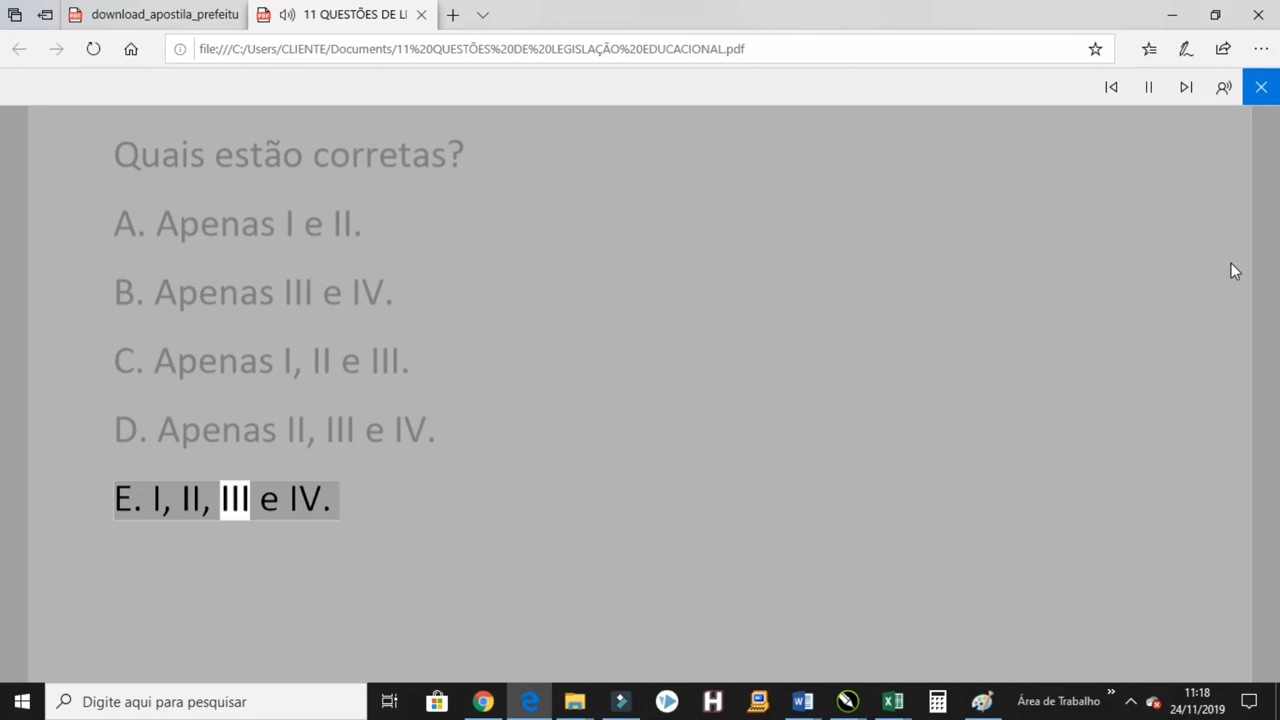 download_apostila_prefeitu
11 QUESTÕES DE LI
file:///C:/Users/CLIENTE/Documents/11%20QUESTÕES%20DE%20LEGISLAÇÃO%20EDUCACIONAL.pdf
Quais estão corretas?
A. Apenas I e II.
B. Apenas III e IV.
C. Apenas I, II e III.
D. Apenas II, III e IV.
E. I, II, III e IV.
Digite aqui para pesquisar
Área de Trabalho
11:18
24/11/2019